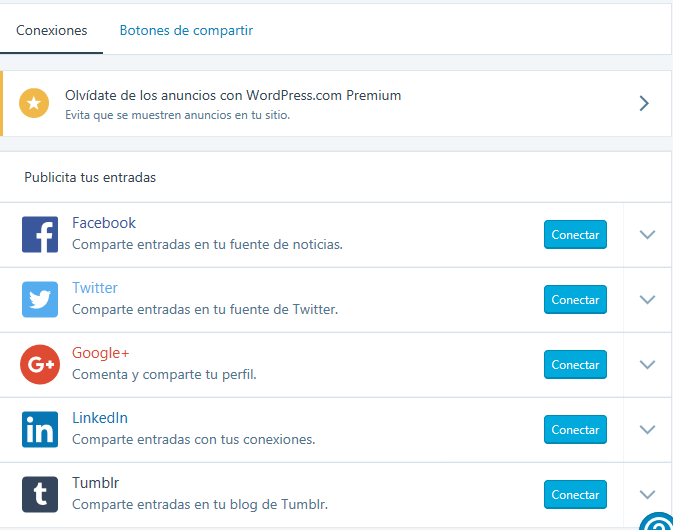 Conexiones Botones de compartir
Olvídate de los anuncios con WordPress.com Premium
Evita que se muestren anuncios en tu sitio.
Publicita tus entradas
Facebook
Comparte entradas en tu fuente de noticias.
Conectar
Twitter
Comparte entradas en tu fuente de Twitter.
Conectar
Google+
Comenta y comparte tu perfil.
Conectar
LinkedIn
Comparte entradas con tus conexiones.
Conectar
Tumblr
Comparte entradas en tu blog de Tumblr.
Conectar